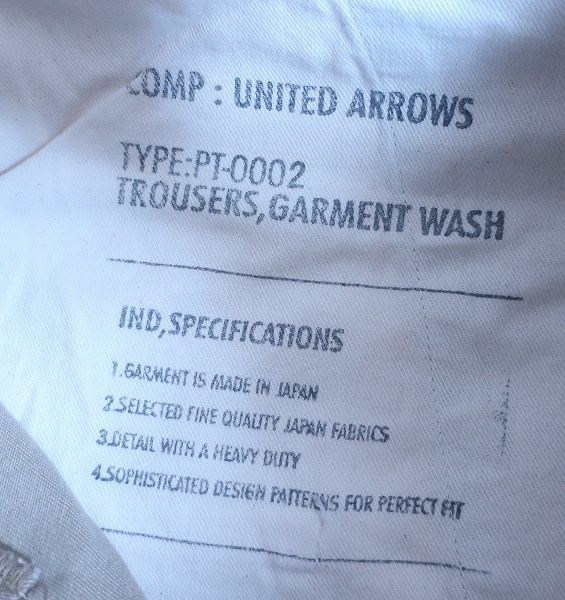 COMP : UNITED ARROWS
TYPE:PT-0002
TROUSERS,GARMENT WASH
IND,SPECIFICATIONS
1.GARMENT IS MADE IN JAPAN
2.SELECTED FINE QUALITY JAPAN FABRICS
3.DETAIL WITH A HEAVY DUTY
4.SOPHISTICATED DESIGN PATTERNS FOR PERFECT FIT